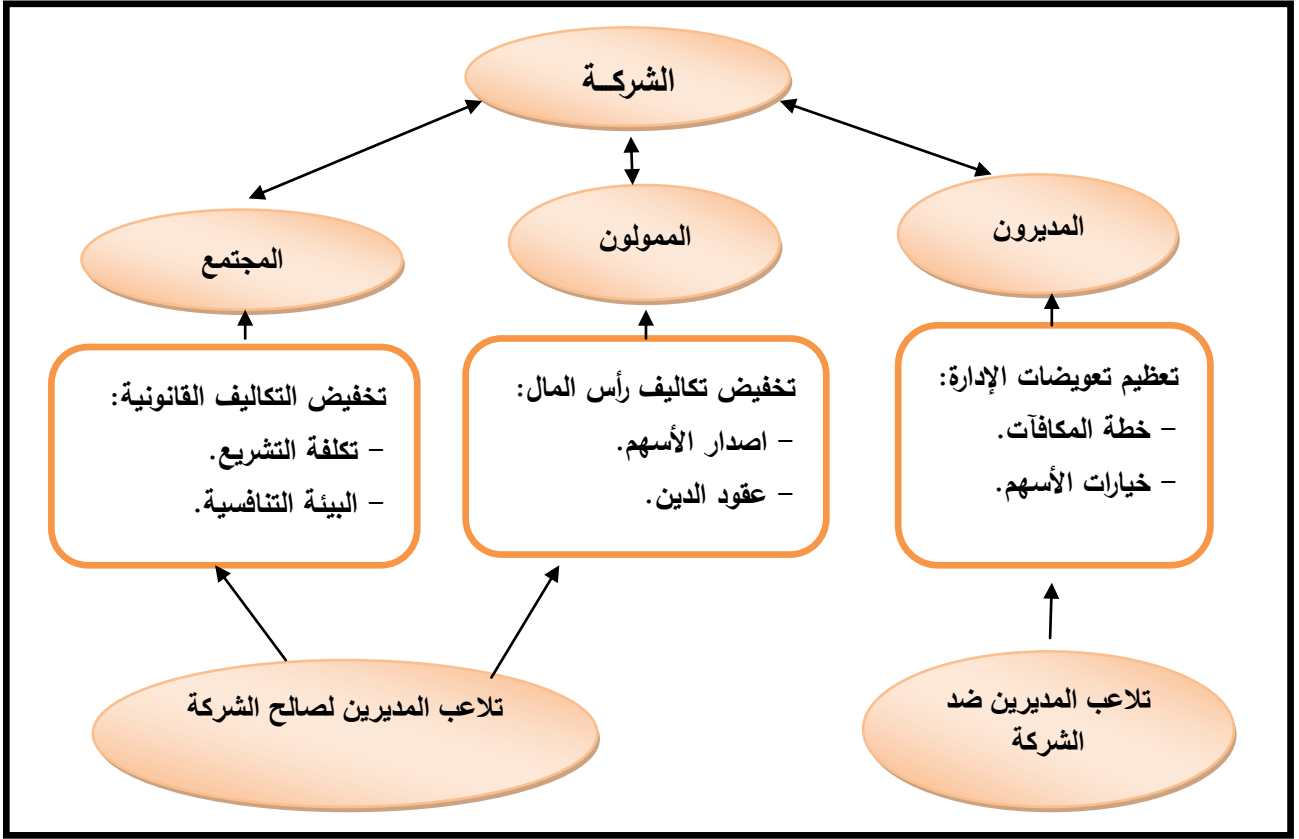 الشركــة
المديرون
الممولون
المجتمع
تعظيم تعويضات الإدارة:
– خطة المكافآت.
– خيارات الأسهم.
تخفيض تكاليف رأس المال:
– اصدار الأسهم.
– عقود الدين.
تخفيض التكاليف القانونية:
– تكلفة التشريع.
– البيئة التنافسية.
تلاعب المديرين ضد
الشركة
تلاعب المديرين لصالح الشركة